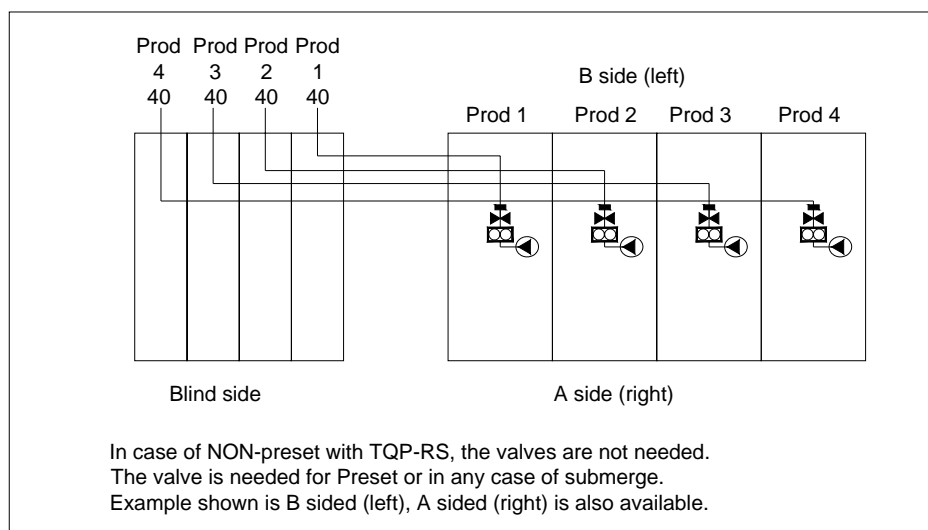 Prod Prod Prod Prod
4 3 2 1
40 40 40 40
B side (left)
Prod 1 Prod 2 Prod 3 Prod 4
Blind side
A side (right)
In case of NON-preset with TQP-RS, the valves are not needed.
The valve is needed for Preset or in any case of submerge.
Example shown is B sided (left), A sided (right) is also available.